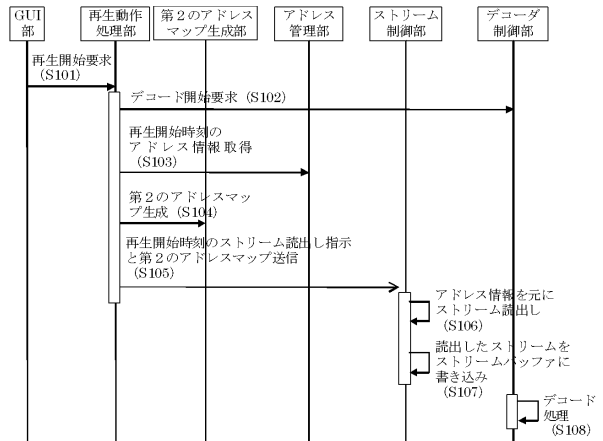 GUI
部
再生動作
処理部
第２のアドレス
マップ生成部
アドレス
管理部
ストリーム
制御部
デコーダ
制御部
再生開始要求
（S101）
デコード開始要求（S102）
再生開始時刻の
アドレス情報取得
（S103）
第２のアドレスマッ
プ生成（S104）
再生開始時刻のストリーム読出し指示
と第２のアドレスマップ送信
（S105）
アドレス情報を元に
ストリーム読出し
（S106）
読出したストリームを
ストリームバッファに
書き込み
（S107）
デコード
処理
（S108）